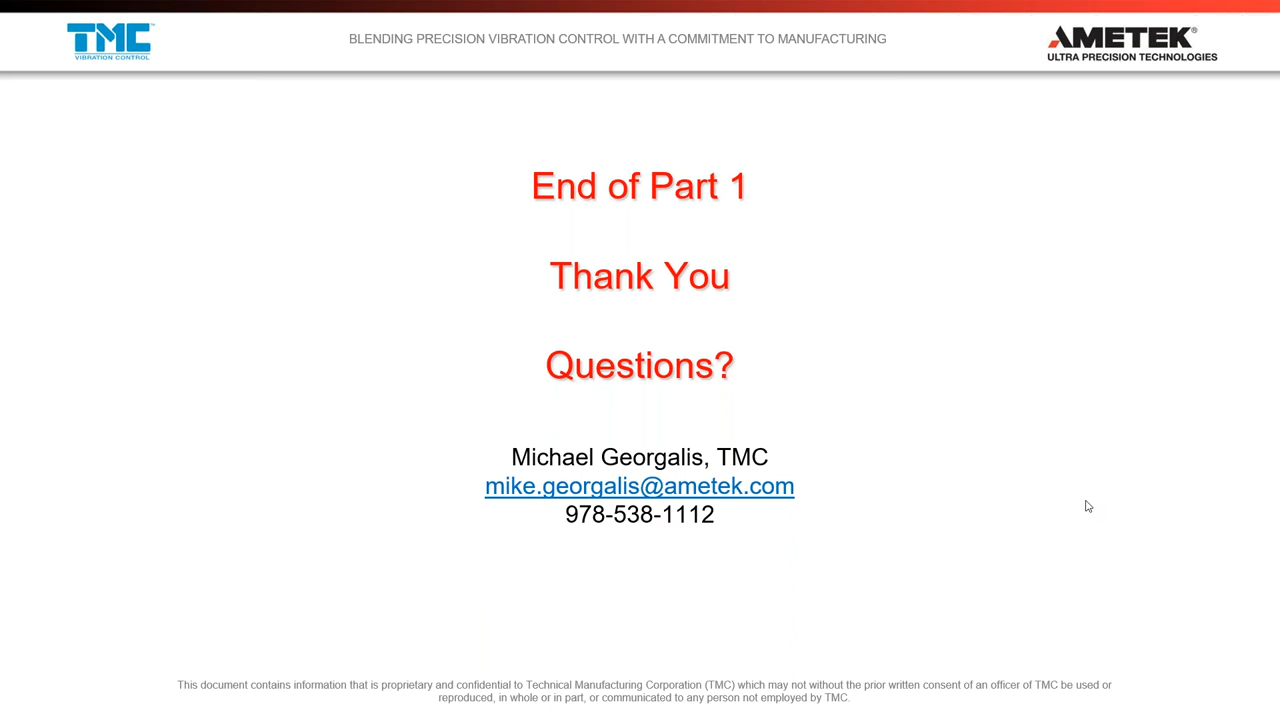 TMC™
VIBRATION CONTROL
BLENDING PRECISION VIBRATION CONTROL WITH A COMMITMENT TO MANUFACTURING
AMETEK®
ULTRA PRECISION TECHNOLOGIES
End of Part 1
Thank You
Questions?
Michael Georgalis, TMC
mike.georgalis@ametek.com
978-538-1112
This document contains information that is proprietary and confidential to Technical Manufacturing Corporation (TMC) which may not without the prior written consent of an officer of TMC be used or
reproduced, in whole or in part, or communicated to any person not employed by TMC.